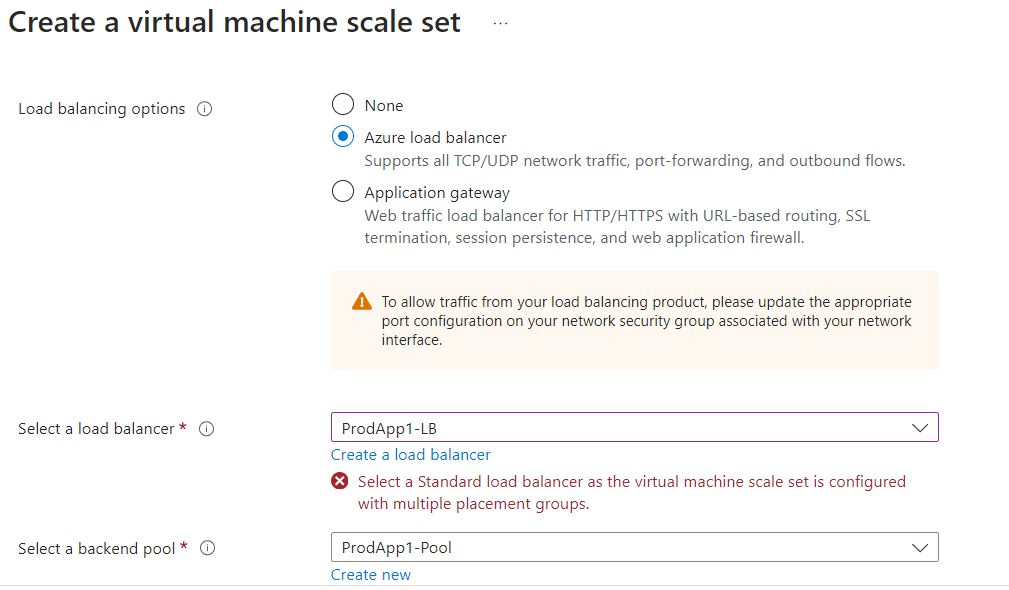 Create a virtual machine scale set ...
Load balancing options
None
Azure load balancer
Supports all TCP/UDP network traffic, port-forwarding, and outbound flows.
Application gateway
Web traffic load balancer for HTTP/HTTPS with URL-based routing, SSL
termination, session persistence, and web application firewall.
To allow traffic from your load balancing product, please update the appropriate
port configuration on your network security group associated with your network
interface.
Select a load balancer *
ProdApp1-LB
Create a load balancer
Select a Standard load balancer as the virtual machine scale set is configured
with multiple placement groups.
Select a backend pool *
ProdApp1-Pool
Create new